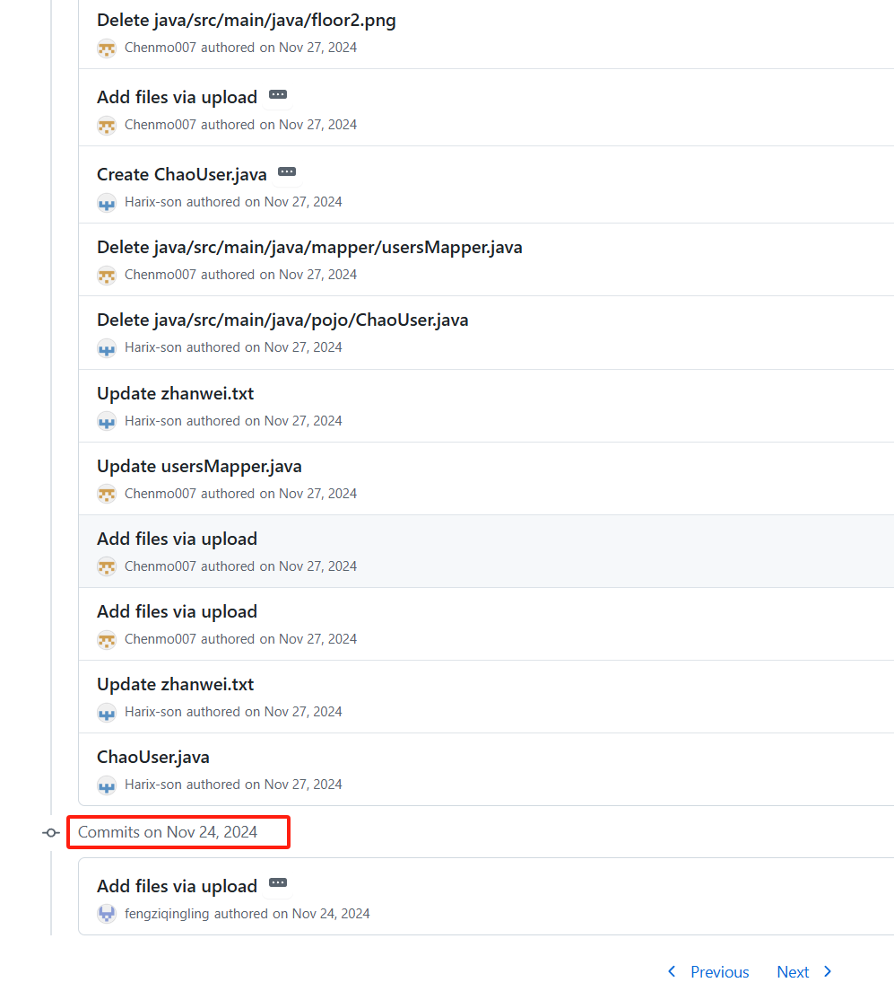 Delete java/src/main/java/floor2.png
Chenmo007 authored on Nov 27, 2024
Add files via upload
Chenmo007 authored on Nov 27, 2024
Create ChaoUser.java
Harix-son authored on Nov 27, 2024
Delete java/src/main/java/mapper/usersMapper.java
Chenmo007 authored on Nov 27, 2024
Delete java/src/main/java/pojo/ChaoUser.java
Harix-son authored on Nov 27, 2024
Update zhanwei.txt
Harix-son authored on Nov 27, 2024
Update usersMapper.java
Chenmo007 authored on Nov 27, 2024
Add files via upload
Chenmo007 authored on Nov 27, 2024
Add files via upload
Chenmo007 authored on Nov 27, 2024
Update zhanwei.txt
Harix-son authored on Nov 27, 2024
ChaoUser.java
Harix-son authored on Nov 27, 2024
Commits on Nov 24, 2024
Add files via upload
fengziqingling authored on Nov 24, 2024
Previous Next